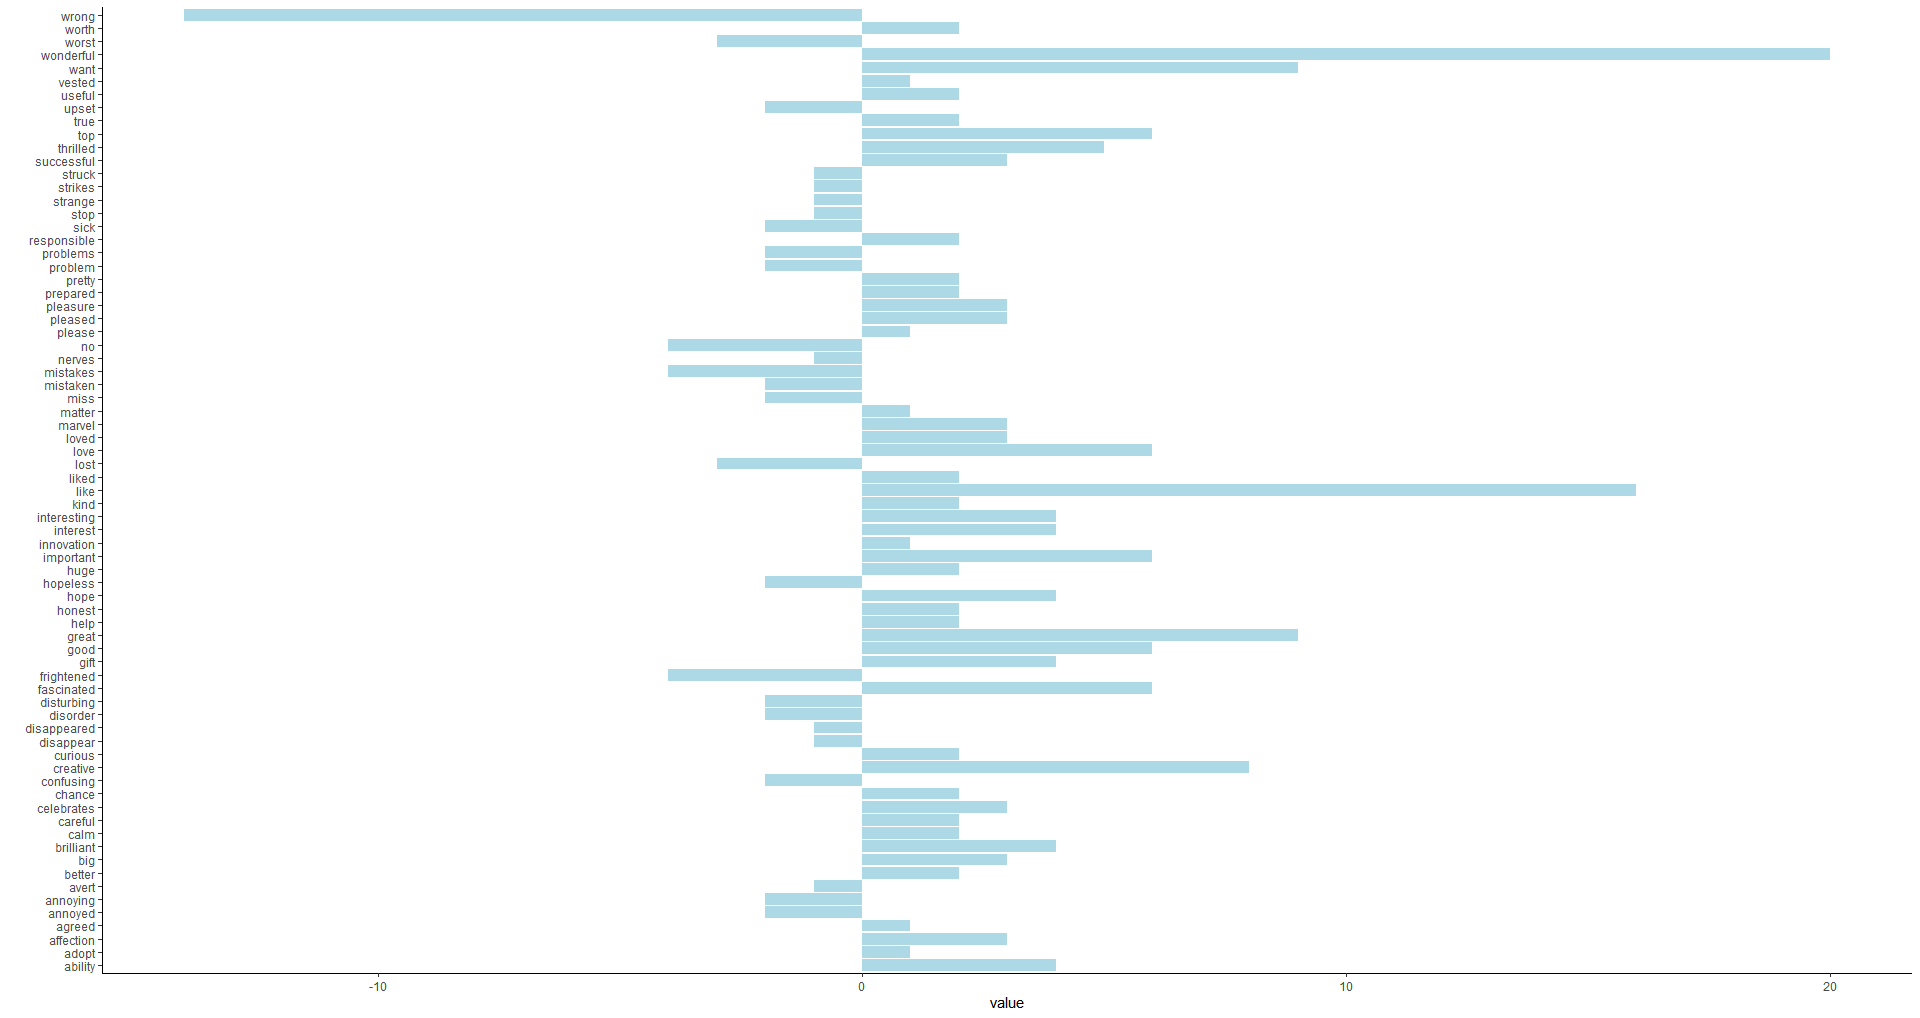 wrong
worth
worst
wonderful
want
vested
useful
upset
true
top
thrilled
successful
struck
strikes
strange
stop
sick
responsible
problems
problem
pretty
prepared
pleasure
pleased
please
no
nerves
mistakes
mistaken
miss
matter
marvel
loved
love
lost
liked
like
kind
interesting
interest
innovation
important
huge
hopeless
hope
honest
help
great
good
gift
frightened
fascinated
disturbing
disorder
disappeared
disappear
curious
creative
confusing
chance
celebrates
careful
calm
brilliant
big
better
avert
annoying
annoyed
agreed
affection
adopt
ability
-10 0 10 20
value